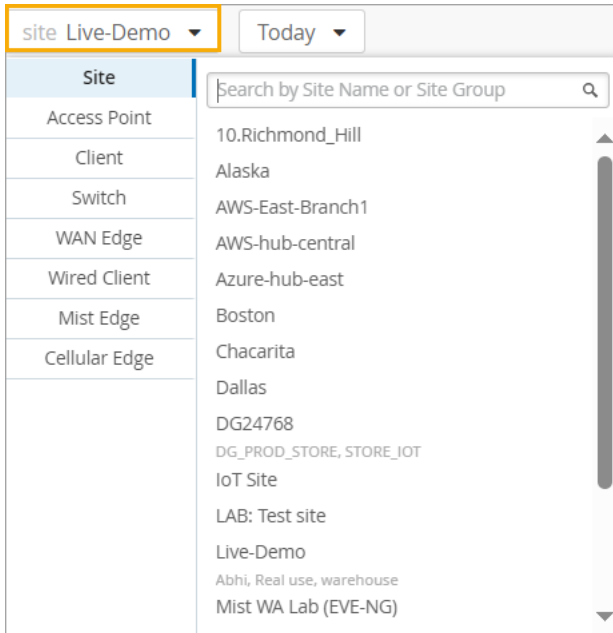 site Live-Demo
Today
Site
Access Point
Client
Switch
WAN Edge
Wired Client
Mist Edge
Cellular Edge
Search by Site Name or Site Group
10.Richmond_Hill
Alaska
AWS-East-Branch1
AWS-hub-central
Azure-hub-east
Boston
Chacarita
Dallas
DG24768
DG_PROD_STORE, STORE_IOT
IoT Site
LAB: Test site
Live-Demo
Abhi, Real use, warehouse
Mist WA Lab (EVE-NG)